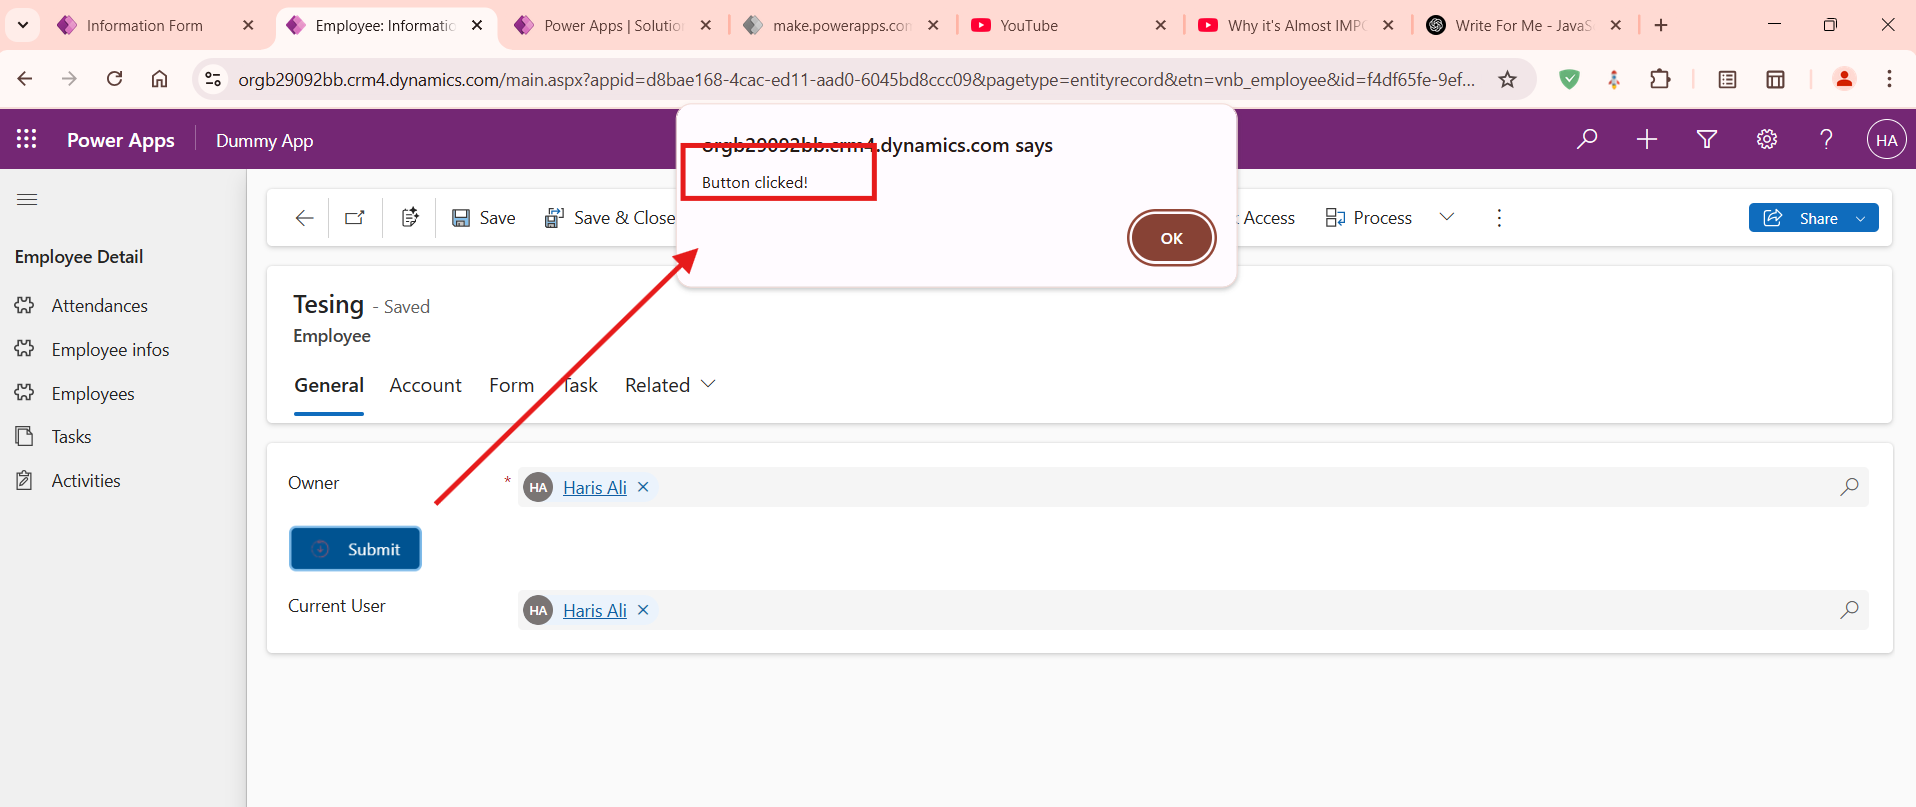 Information Form
Employee: Informatio
Power Apps | Solution
make.powerapps.com
YouTube
Why it's Almost IMPO
Write For Me - JavaSc
orgb29092bb.crm4.dynamics.com/main.aspx?appid=d8bae168-4cac-ed11-aad0-6045bd8ccc09&pagetype=entityrecord&etn=vnb_employee&id=f4df65fe-9ef...
Power Apps
Dummy App
HA
orgb29092bb.crm4.dynamics.com says
Button clicked!
OK
Save
Save & Close
Access
Process
Share
Employee Detail
Attendances
Employee infos
Employees
Tasks
Activities
Tesing - Saved
Employee
General
Account
Form
Task
Related
Owner
*
HA
Haris Ali
Submit
Current User
HA
Haris Ali